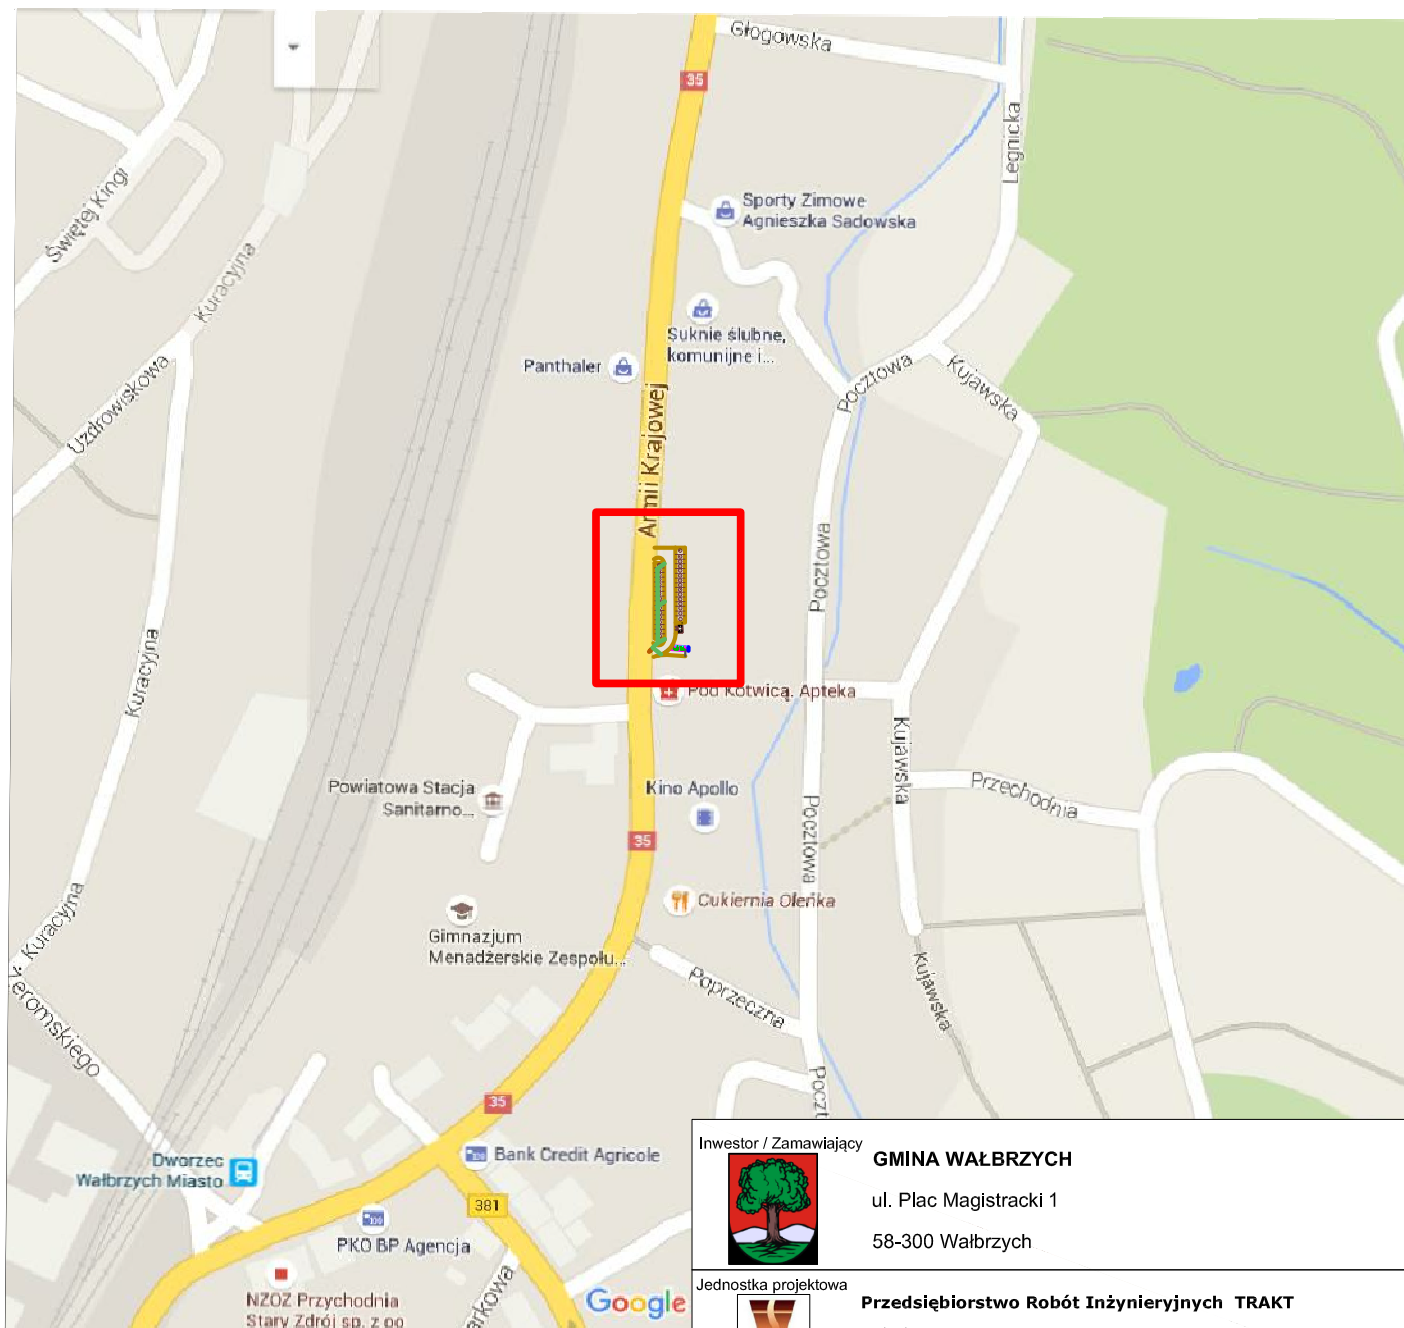 Głogowska
35
Legnicka
Świętej Kingi
Sporty Zimowe
Agnieszka Sadowska
Kuracyjna
Suknie ślubne,
komunijne i...
Panthaler
Pocztowa
Kujawska
Uzdrowiskowa
Armii Krajowej
Pocztowa
Kuracyjna
Pod Kotwicą. Apteka
Kujawska
Powiatowa Stacja
Sanitarno...
Kino Apollo
Przechodnia
Pocztowa
35
Kuracyjna
Cukiernia Oleńka
Gimnazjum
Menadżerskie Zespołu...
Kujawska
Poprzeczna
Żeromskiego
Poczt
35
Bank Credit Agricole
Dworzec
Wałbrzych Miasto
381
PKO BP Agencja
NZOZ Przychodnia
Stary Zdrój sp. z oo
arkowa
Google
Inwestor / Zamawiający
GMINA WAŁBRZYCH
ul. Plac Magistracki 1
58-300 Wałbrzych
Jednostka projektowa
Przedsiębiorstwo Robót Inżynieryjnych TRAKT